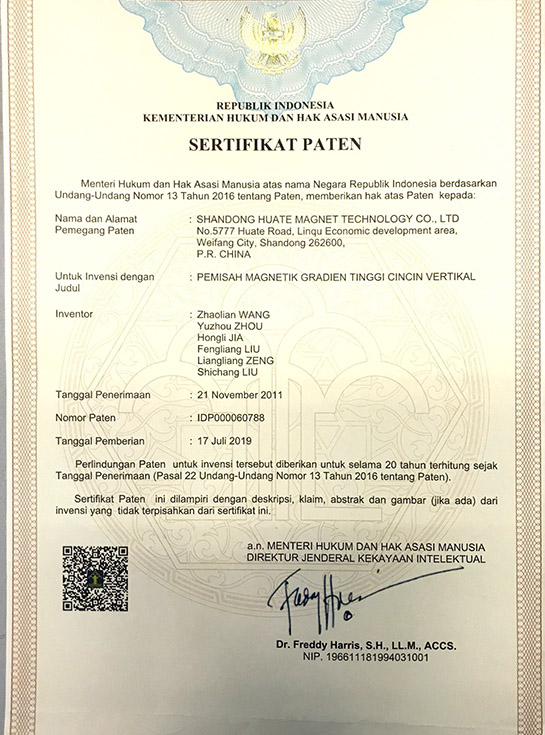 REPUBLIK INDONESIA
KEMENTERIAN HUKUM DAN HAK ASASI MANUSIA
SERTIFIKAT PATEN
Menteri Hukum dan Hak Asasi Manusia atas nama Negara Republik Indonesia berdasarkan
Undang-Undang Nomor 13 Tahun 2016 tentang Paten, memberikan hak atas Paten kepada:
Nama dan Alamat : SHANDONG HUATE MAGNET TECHNOLOGY CO., LTD
Pemegang Paten No.5777 Huate Road, Linqu Economic development area,
Weifang City, Shandong 262600,
P.R. CHINA
Untuk Invensi dengan : PEMISAH MAGNETIK GRADIEN TINGGI CINCIN VERTIKAL
Judul
Inventor : Zhaolian WANG
Yuzhou ZHOU
Hongli JIA
Fengliang LIU
Liangliang ZENG
Shichang LIU
Tanggal Penerimaan : 21 November 2011
Nomor Paten : IDP000060788
Tanggal Pemberian : 17 Juli 2019
Perlindungan Paten untuk invensi tersebut diberikan untuk selama 20 tahun terhitung sejak
Tanggal Penerimaan (Pasal 22 Undang-Undang Nomor 13 Tahun 2016 tentang Paten).
Sertifikat Paten ini dilampiri dengan deskripsi, klaim, abstrak dan gambar (jika ada) dari
invensi yang tidak terpisahkan dari sertifikat ini.
a.n. MENTERI HUKUM DAN HAK ASASI MANUSIA
DIREKTUR JENDERAL KEKAYAAN INTELEKTUAL
Dr. Freddy Harris, S.H., LL.M., ACCS.
NIP. 196611181994031001